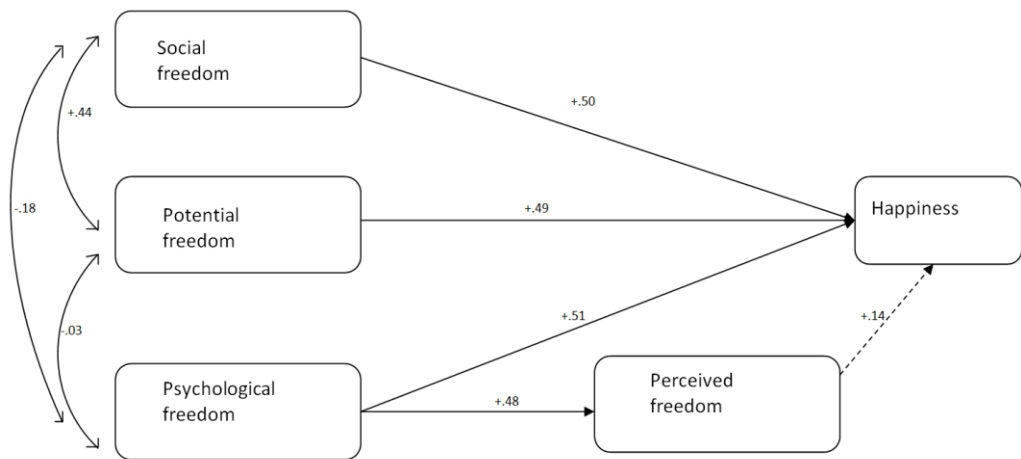 Social
freedom
+.50
+.44
Potential
freedom
+.49
Happiness
-.18
-.03
+.51
+.14
Psychological
freedom
+.48
Perceived
freedom